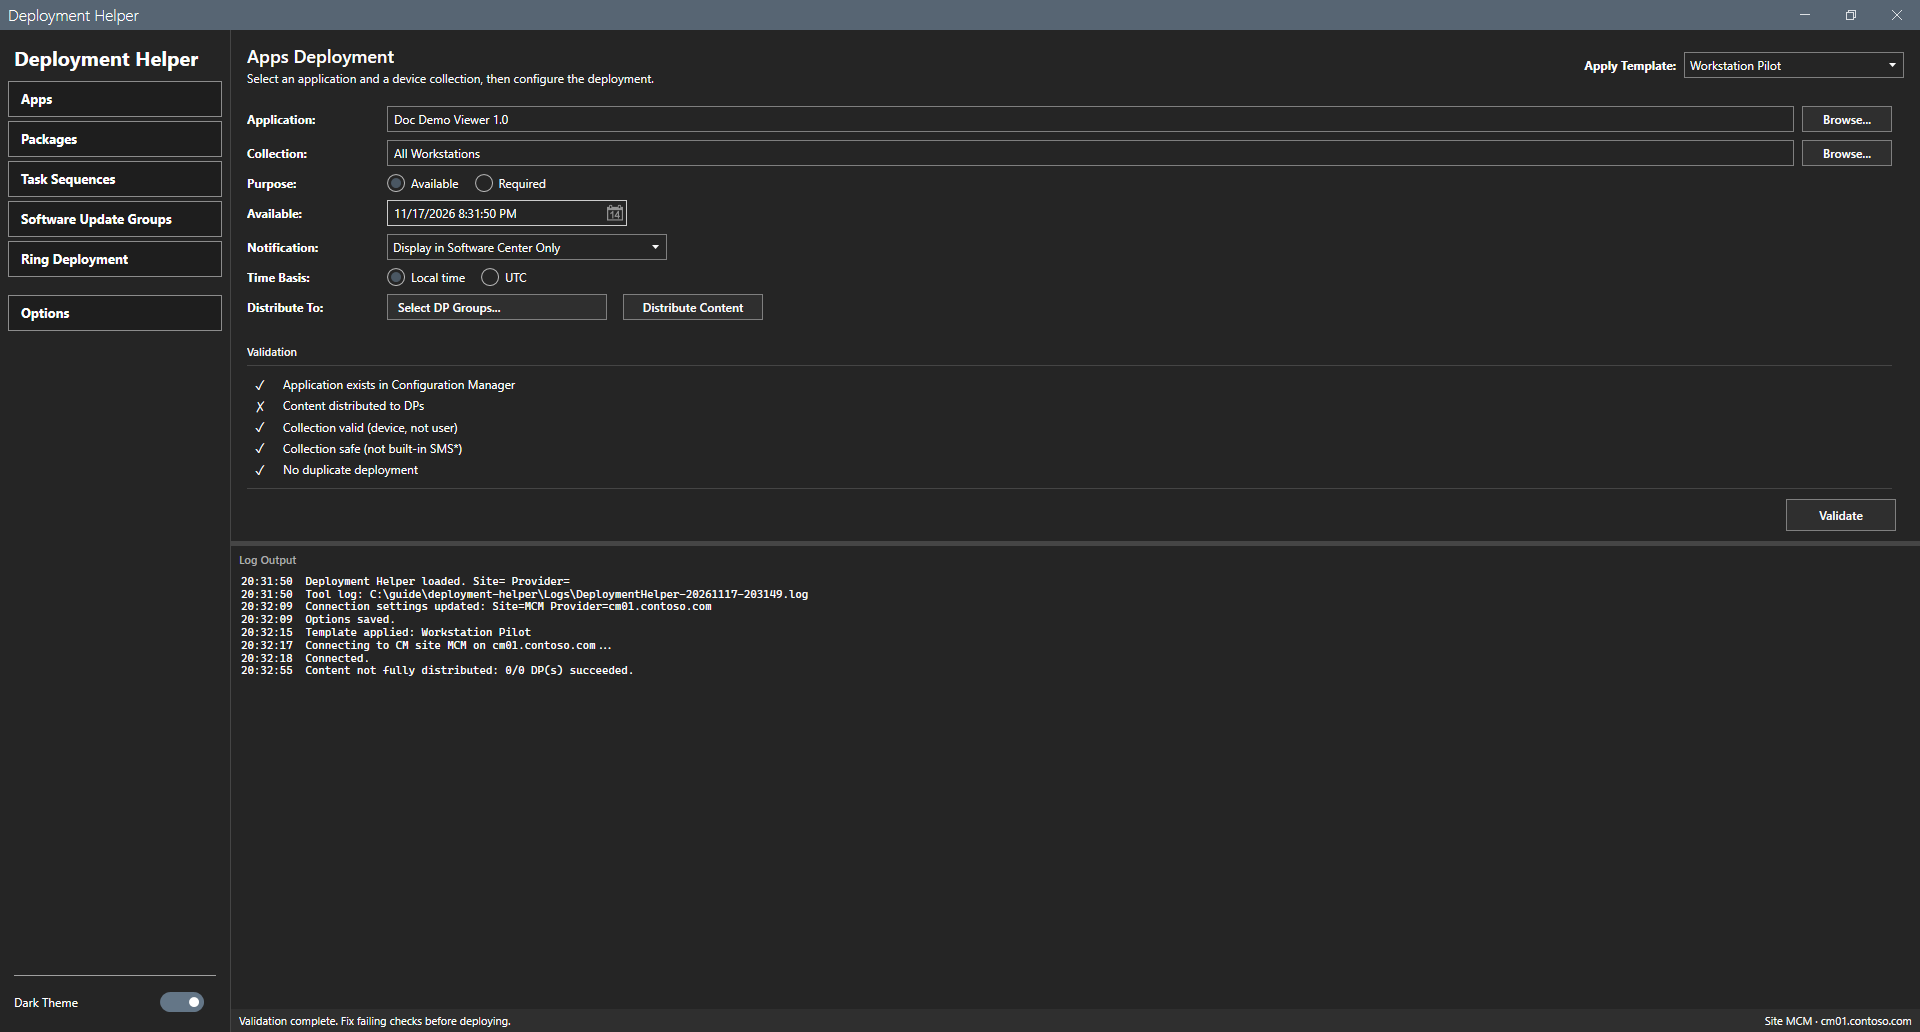 Deployment Helper
Deployment Helper
Apps
Packages
Task Sequences
Software Update Groups
Ring Deployment
Options
Dark Theme
Apps Deployment
Select an application and a device collection, then configure the deployment.
Apply Template: Workstation Pilot
Application: Doc Demo Viewer 1.0 Browse...
Collection: All Workstations Browse...
Purpose: Available Required
Available: 11/17/2026 8:31:50 PM 14
Notification: Display in Software Center Only
Time Basis: Local time UTC
Distribute To: Select DP Groups... Distribute Content
Validation
✓ Application exists in Configuration Manager
✗ Content distributed to DPs
✓ Collection valid (device, not user)
✓ Collection safe (not built-in SMS*)
✓ No duplicate deployment
Validate
Log Output
20:31:50 Deployment Helper loaded. Site= Provider=
20:31:50 Tool log: C:\guide\deployment-helper\Logs\DeploymentHelper-20261117-203149.log
20:32:09 Connection settings updated: Site=MCM Provider=cm01.contoso.com
20:32:09 Options saved.
20:32:15 Template applied: Workstation Pilot
20:32:17 Connecting to CM site MCM on cm01.contoso.com...
20:32:18 Connected.
20:32:55 Content not fully distributed: 0/0 DP(s) succeeded.
Validation complete. Fix failing checks before deploying.
Site MCM · cm01.contoso.com